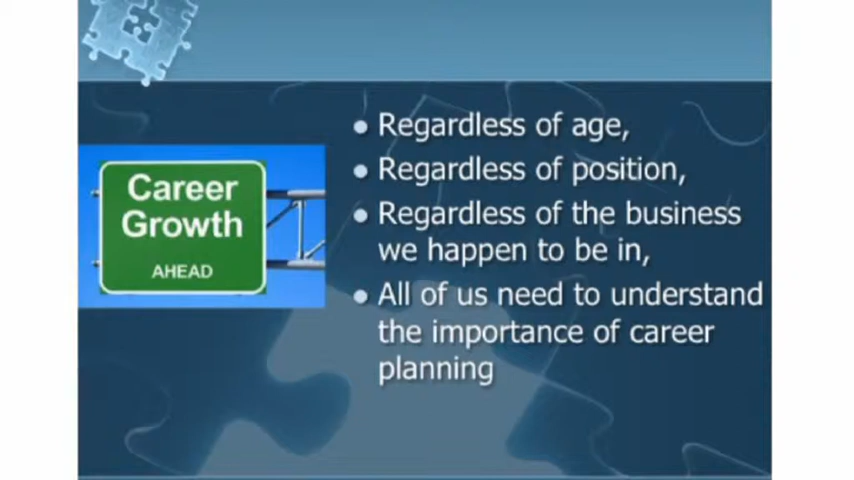 Career
Growth
AHEAD
Regardless of age,
Regardless of position,
Regardless of the business
we happen to be in,
All of us need to understand
the importance of career
planning